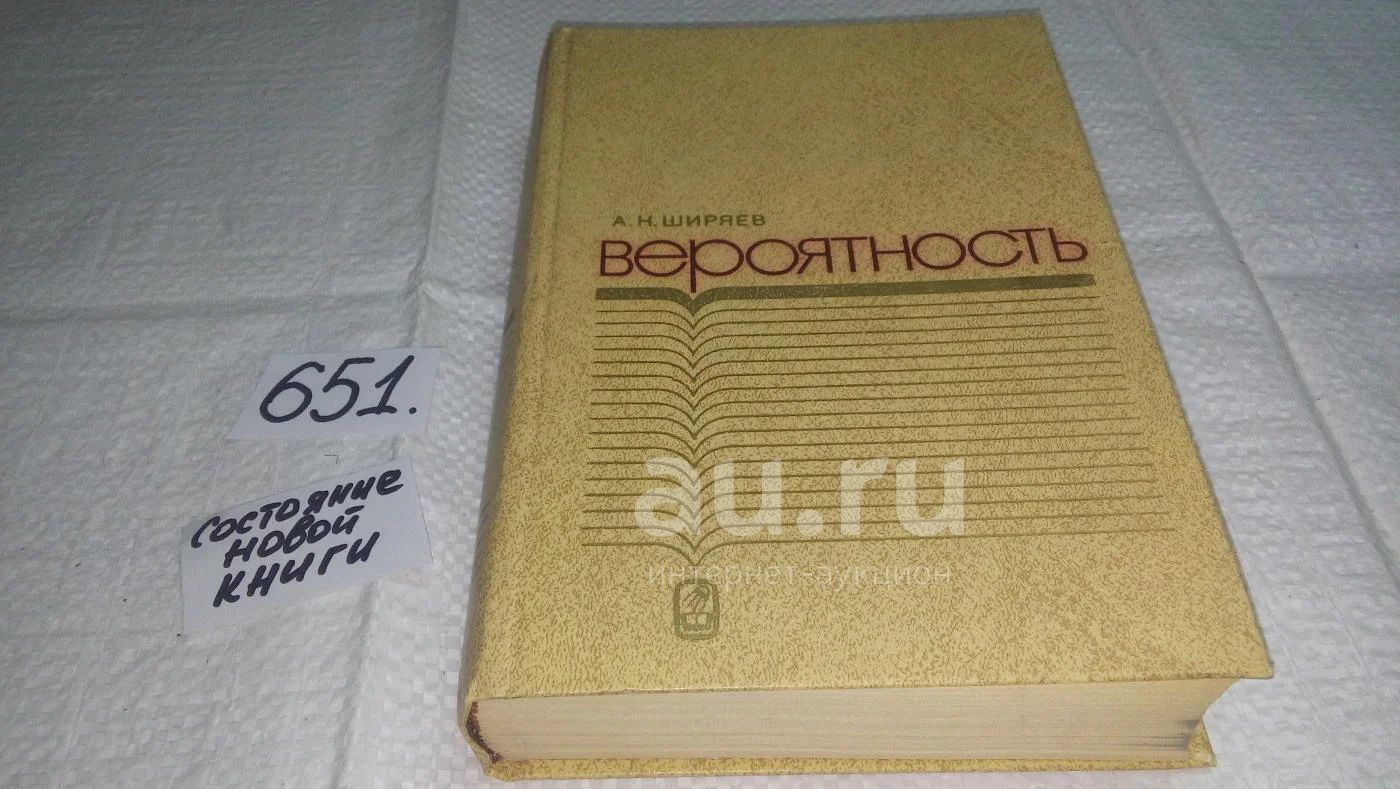 А. Н. ШИРЯЕВ
вероятность
651.
состояние
новой
книги
au.ru
интернет-аукцион